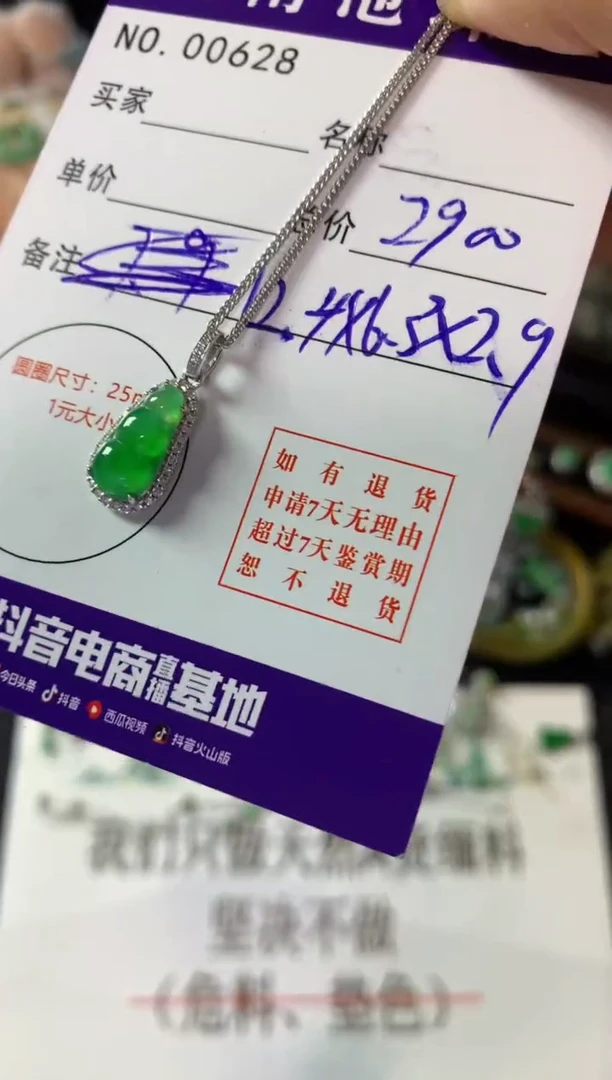 NO. 00628
买家
名称
单价
总价 2900
备注 12.4X6.5X2.9
圆圈尺寸：25m
1元大小
如有退货
申请7天无理由
超过7天鉴赏期
恕不退货
抖音电商直播基地
今日头条 抖音 西瓜视频 抖音火山版
坚决不做